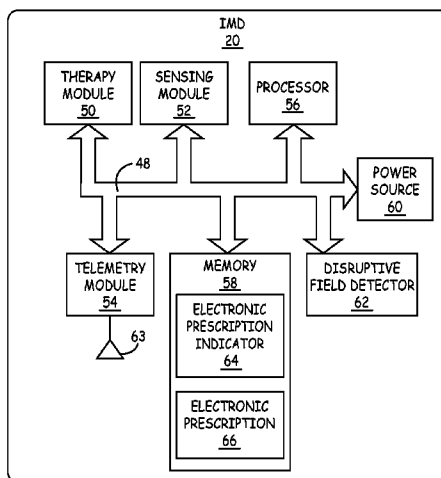 IMD
20
THERAPY
MODULE
50
SENSING
MODULE
52
PROCESSOR
56
48
POWER
SOURCE
60
TELEMETRY
MODULE
54
63
MEMORY
58
ELECTRONIC
PRESCRIPTION
INDICATOR
64
ELECTRONIC
PRESCRIPTION
66
DISRUPTIVE
FIELD DETECTOR
62